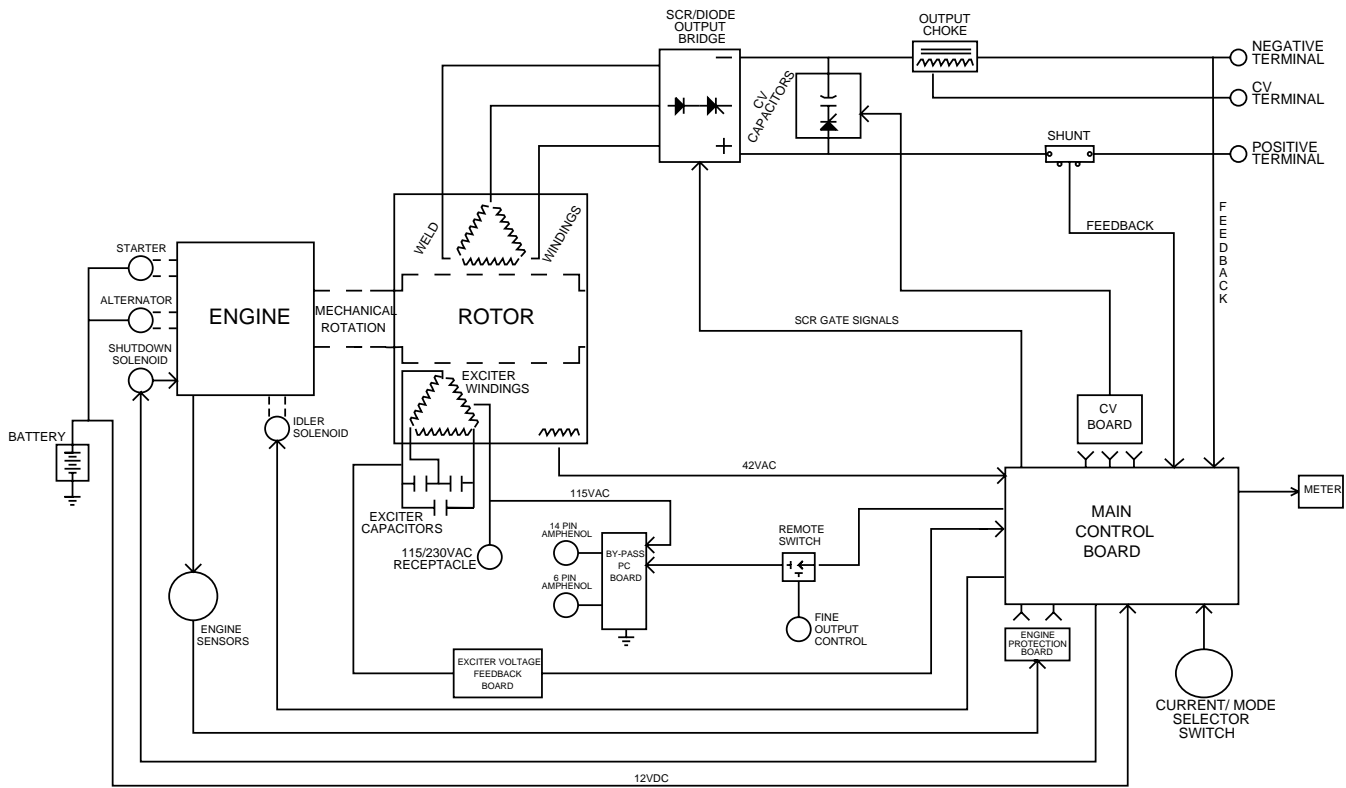 SCR/DIODE
OUTPUT
BRIDGE
OUTPUT
CHOKE
NEGATIVE
TERMINAL
CV
TERMINAL
CV
CAPACITORS
SHUNT
POSITIVE
TERMINAL
FEEDBACK
FEEDBACK
WELD
WINDINGS
STARTER
ALTERNATOR
SHUTDOWN
SOLENOID
ENGINE
MECHANICAL
ROTATION
ROTOR
SCR GATE SIGNALS
EXCITER
WINDINGS
IDLER
SOLENOID
BATTERY
CV
BOARD
42VAC
115VAC
EXCITER
CAPACITORS
115/230VAC
RECEPTACLE
14 PIN
AMPHENOL
6 PIN
AMPHENOL
BY-PASS
PC
BOARD
REMOTE
SWITCH
FINE
OUTPUT
CONTROL
MAIN
CONTROL
BOARD
METER
ENGINE
SENSORS
ENGINE
PROTECTION
BOARD
EXCITER VOLTAGE
FEEDBACK
BOARD
CURRENT/ MODE
SELECTOR
SWITCH
12VDC